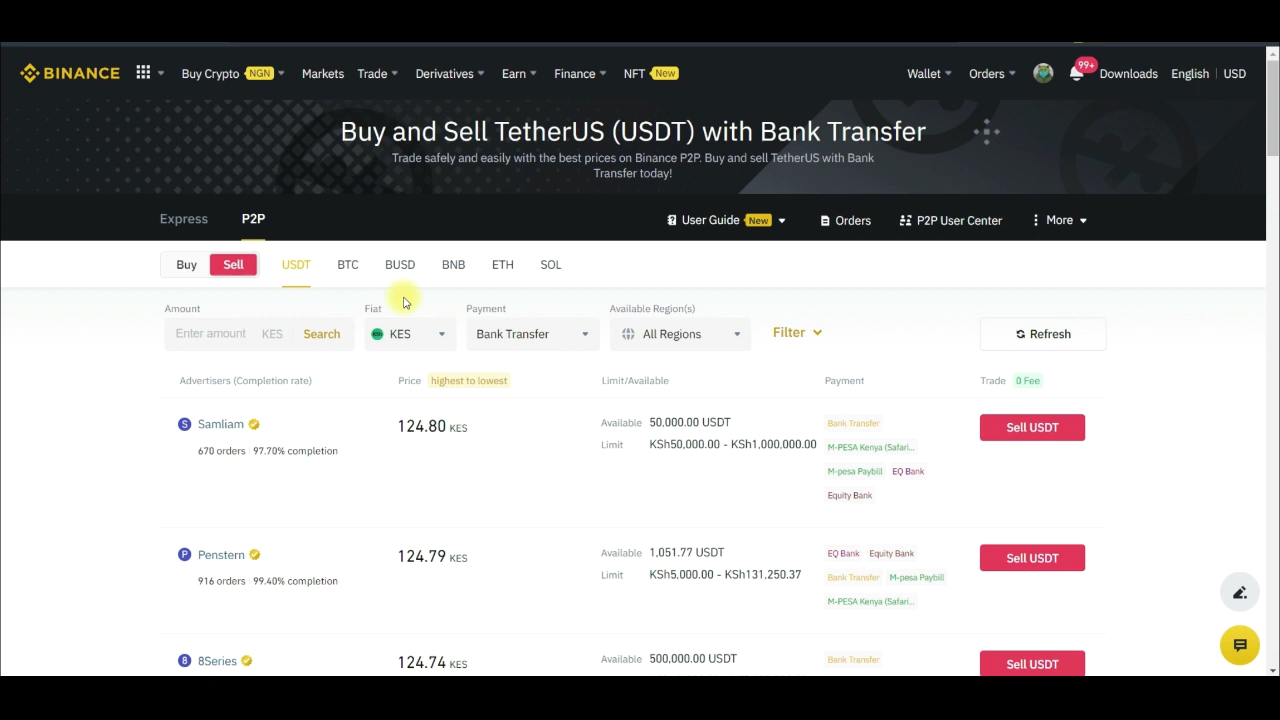 BINANCE Buy Crypto NGN Markets Trade Derivatives Earn Finance NFT New Wallet Orders 99+ Downloads English USD
Buy and Sell TetherUS (USDT) with Bank Transfer
Trade safely and easily with the best prices on Binance P2P. Buy and sell TetherUS with Bank
Transfer today!
Express P2P User Guide New Orders P2P User Center More
Buy Sell USDT BTC BUSD BNB ETH SOL
Amount Fiat Payment Available Region(s)
Enter amount KES Search KES Bank Transfer All Regions Filter Refresh
Advertisers (Completion rate) Price highest to lowest Limit/Available Payment Trade 0 Fee
S Samliam 124.80 KES Available 50,000.00 USDT Bank Transfer Sell USDT
Limit KSh50,000.00 - KSh1,000,000.00 M-PESA Kenya (Safari...
670 orders 97.70% completion
M-pesa Paybill EQ Bank
Equity Bank
P Penstern 124.79 KES Available 1,051.77 USDT EQ Bank Equity Bank Sell USDT
Limit KSh5,000.00 - KSh131,250.37 Bank Transfer M-pesa Paybill
916 orders 99.40% completion
M-PESA Kenya (Safari...
8 8Series 124.74 KES Available 500,000.00 USDT Bank Transfer Sell USDT